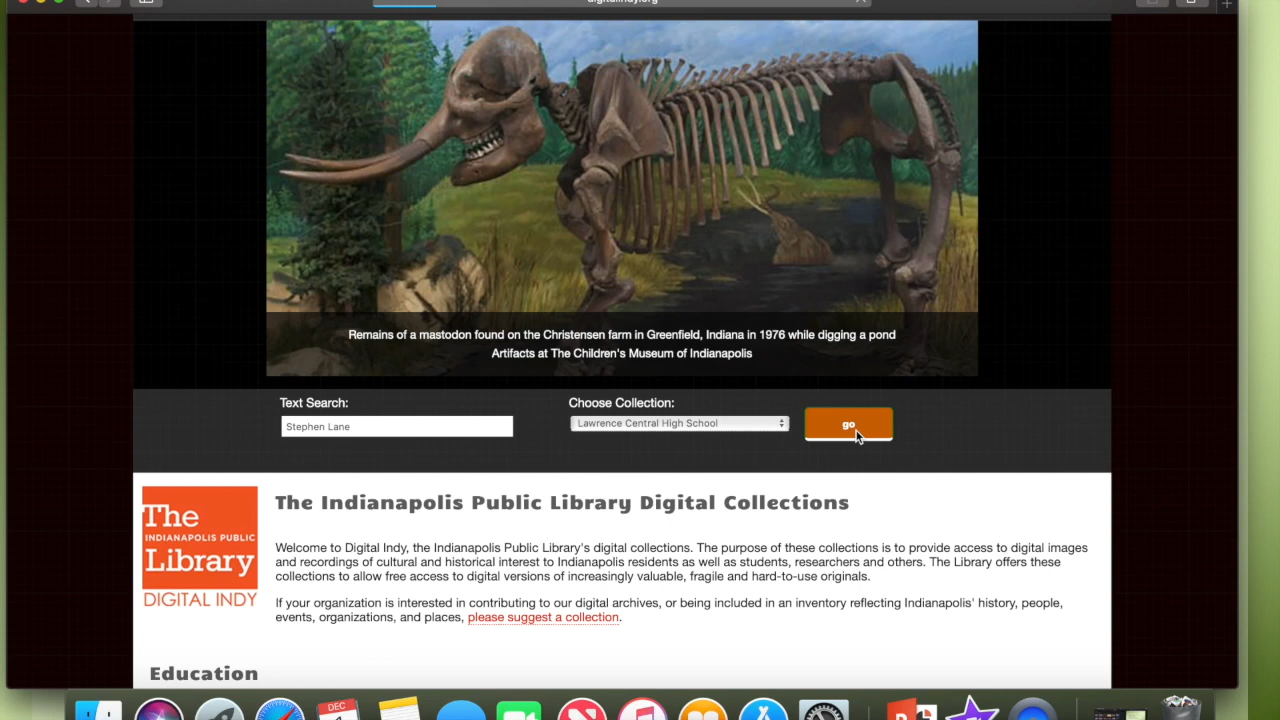 digitalindy.org
Remains of a mastodon found on the Christensen farm in Greenfield, Indiana in 1976 while digging a pond
Artifacts at The Children's Museum of Indianapolis
Text Search:
Choose Collection:
Stephen Lane
Lawrence Central High School
go
The
INDIANAPOLIS PUBLIC
Library
DIGITAL INDY
The Indianapolis Public Library Digital Collections
Welcome to Digital Indy, the Indianapolis Public Library's digital collections. The purpose of these collections is to provide access to digital images
and recordings of cultural and historical interest to Indianapolis residents as well as students, researchers and others. The Library offers these
collections to allow free access to digital versions of increasingly valuable, fragile and hard-to-use originals.
If your organization is interested in contributing to our digital archives, or being included in an inventory reflecting Indianapolis' history, people,
events, organizations, and places, please suggest a collection.
Education
DEC